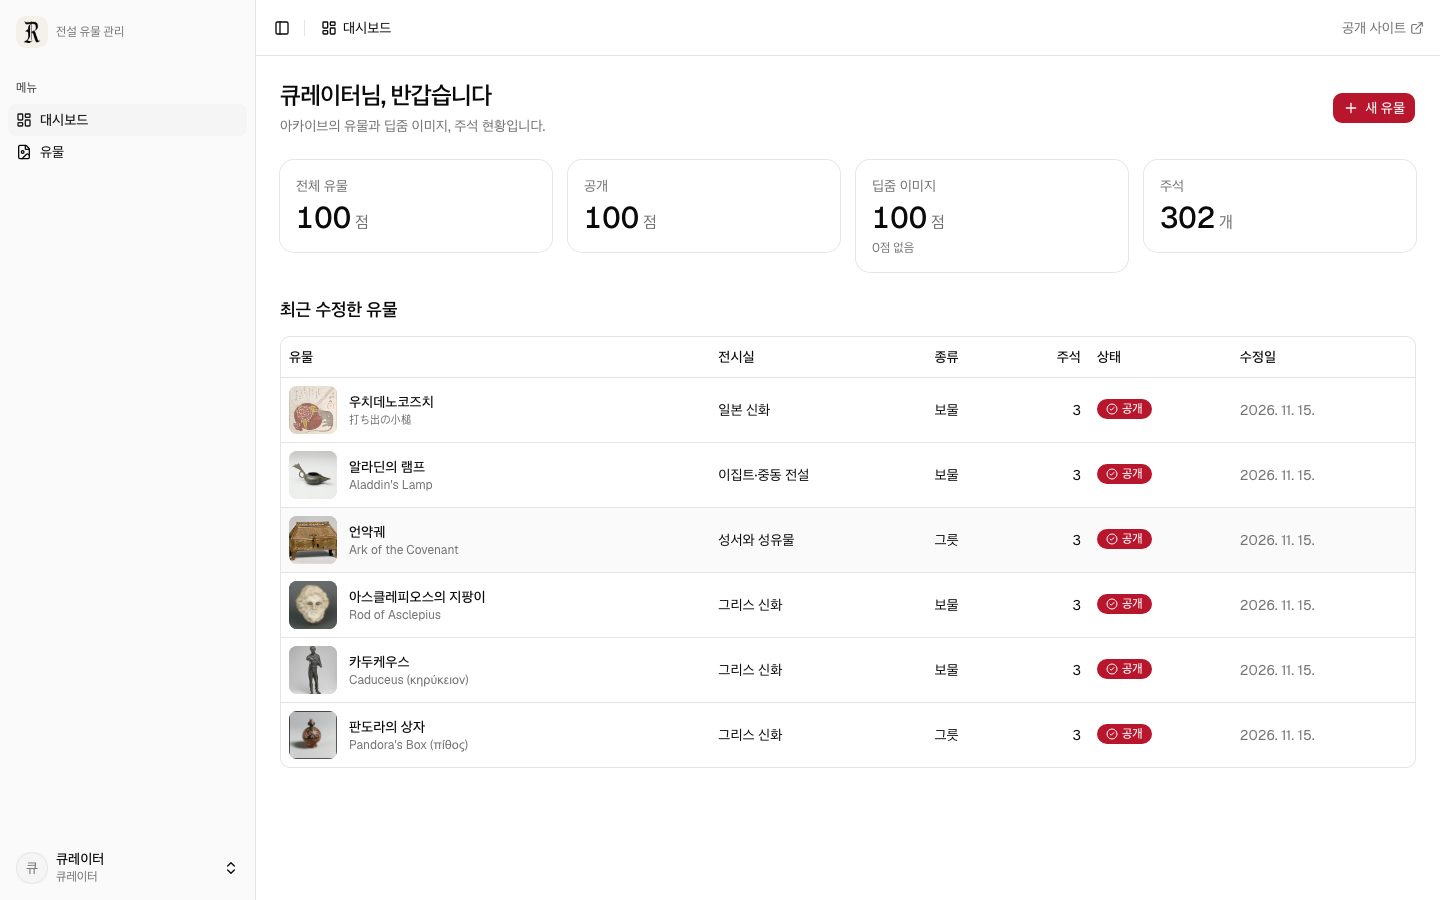 전설 유물 관리
메뉴
대시보드
유물
대시보드
공개 사이트
큐레이터님, 반갑습니다
아카이브의 유물과 딥줌 이미지, 주석 현황입니다.
새 유물
전체 유물
100 점
공개
100 점
딥줌 이미지
100 점
0점 없음
주석
302 개
최근 수정한 유물
유물 전시실 종류 주석 상태 수정일
우치데노코즈치
打ち出の小槌
일본 신화 보물 3 공개 2026. 11. 15.
알라딘의 램프
Aladdin's Lamp
이집트·중동 전설 보물 3 공개 2026. 11. 15.
언약궤
Ark of the Covenant
성서와 성유물 그릇 3 공개 2026. 11. 15.
아스클레피오스의 지팡이
Rod of Asclepius
그리스 신화 보물 3 공개 2026. 11. 15.
카두케우스
Caduceus (κηρύκειον)
그리스 신화 보물 3 공개 2026. 11. 15.
판도라의 상자
Pandora's Box (πίθος)
그리스 신화 그릇 3 공개 2026. 11. 15.
큐
큐레이터
큐레이터